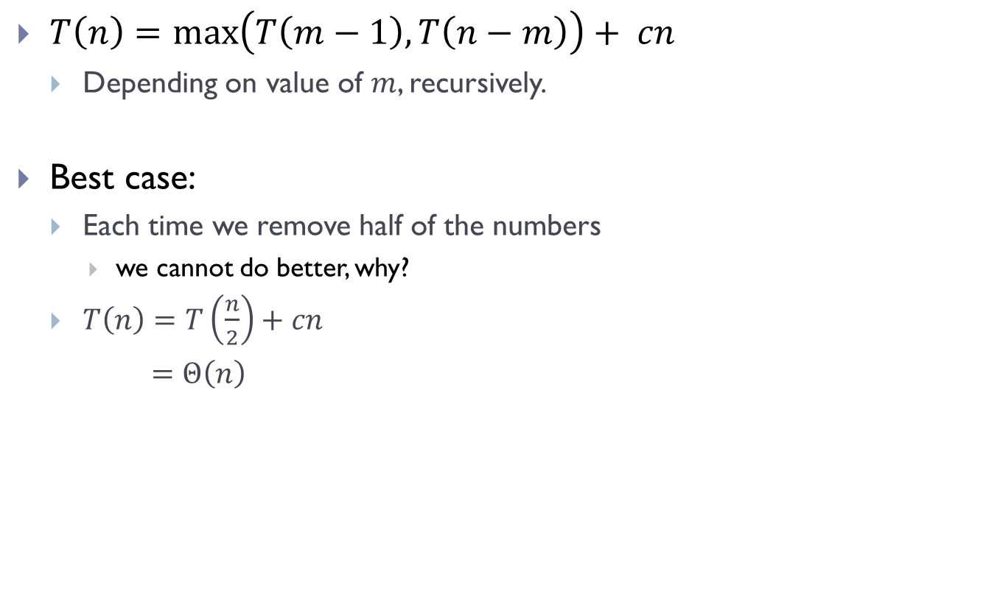 T(n) = max(T(m − 1), T(n − m)) + cn
Depending on value of m, recursively.
Best case:
Each time we remove half of the numbers
we cannot do better, why?
T(n) = T(n/2) + cn
= Θ(n)